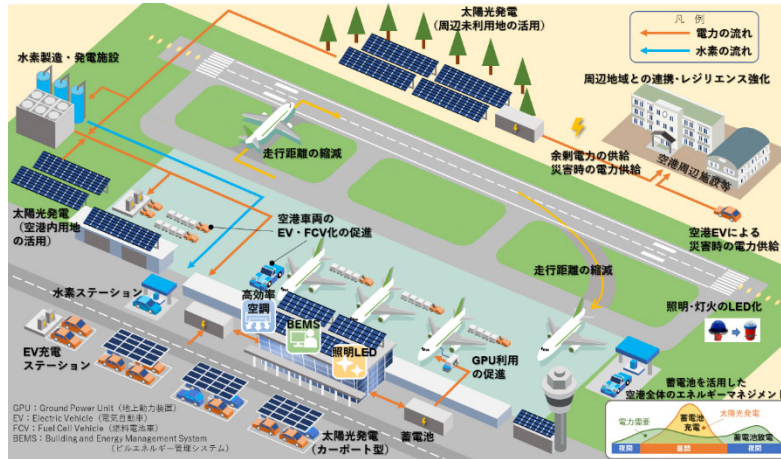 太陽光発電
(周辺未利用地の活用)
凡 例
電力の流れ
水素の流れ
水素製造・発電施設
周辺地域との連携・レジリエンス強化
走行距離の縮減
余剰電力の供給
災害時の電力供給
空港周辺施設等
太陽光発電
(空港内用地
の活用)
空港車両の
EV・FCV化の促進
空港EVによる
災害時の電力供給
走行距離の縮減
水素ステーション
高効率
空調
BEMS
照明LED
照明・灯火のLED化
EV充電
ステーション
GPU利用
の促進
蓄電池を活用した
空港全体のエネルギーマネジメント
GPU:Ground Power Unit(地上動力装置)
EV:Electric Vehicle(電気自動車)
FCV:Fuel Cell Vehicle(燃料電池車)
BEMS:Building and Energy Management System
(ビルエネルギー管理システム)
太陽光発電
(カーポート型)
蓄電池
電力需要
蓄電池
充電
太陽光発電
蓄電池放電
夜間
昼間
夜間